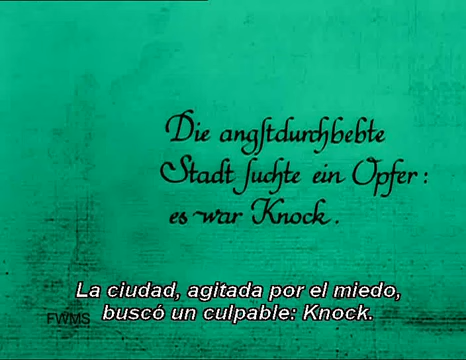 Die angstdurchbebte
Stadt suchte ein Opfer:
es war Knock.
La ciudad, agitada por el miedo,
buscó un culpable: Knock.
FWMS